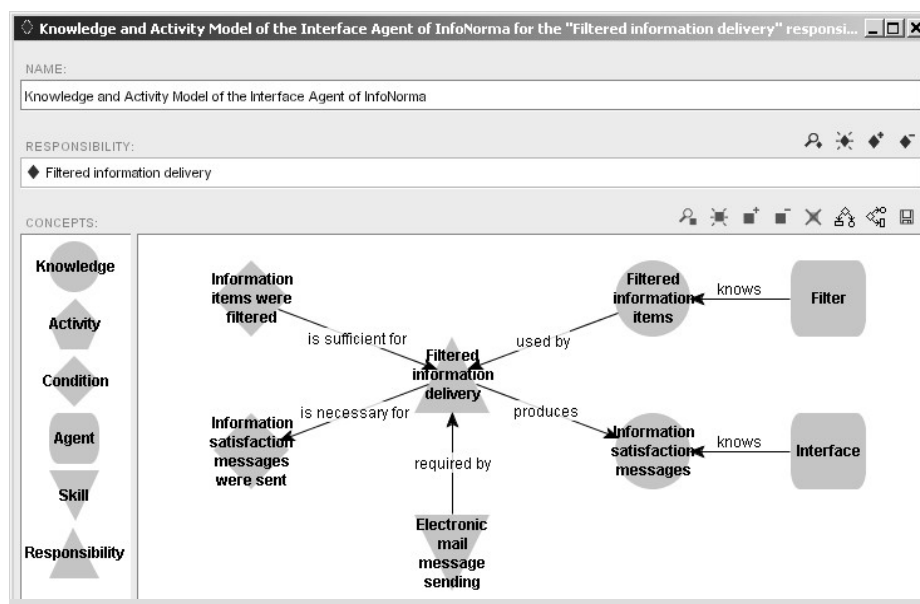 Knowledge and Activity Model of the Interface Agent of InfoNorma for the "Filtered information delivery" responsi...
NAME:
Knowledge and Activity Model of the Interface Agent of InfoNorma
RESPONSIBILITY:
Filtered information delivery
CONCEPTS:
Knowledge
Activity
Condition
Agent
Skill
Responsibility
Information
items were
filtered
Filtered
information
items
knows
Filter
is sufficient for
used by
Filtered
information
delivery
is necessary for
produces
Information
satisfaction
messages
were sent
Information
satisfaction
messages
knows
Interface
required by
Electronic
mail
message
sending